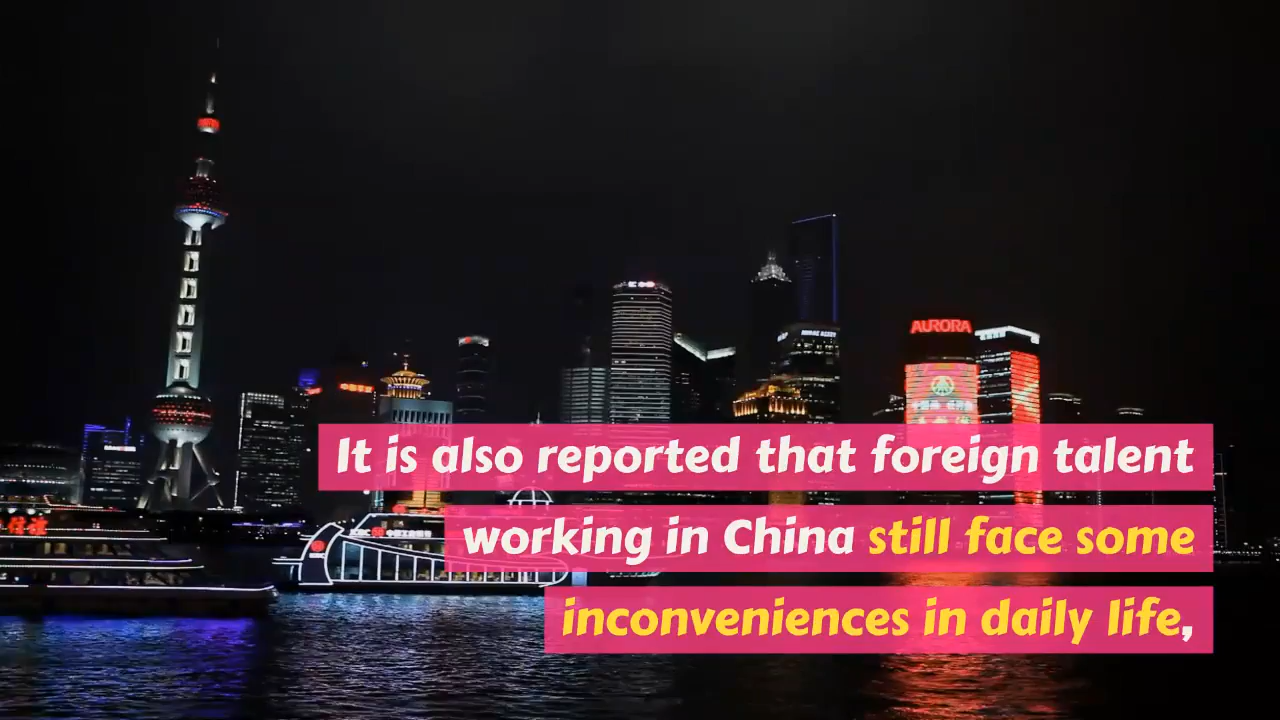 AURORA
It is also reported that foreign talent
working in China still face some
inconveniences in daily life,